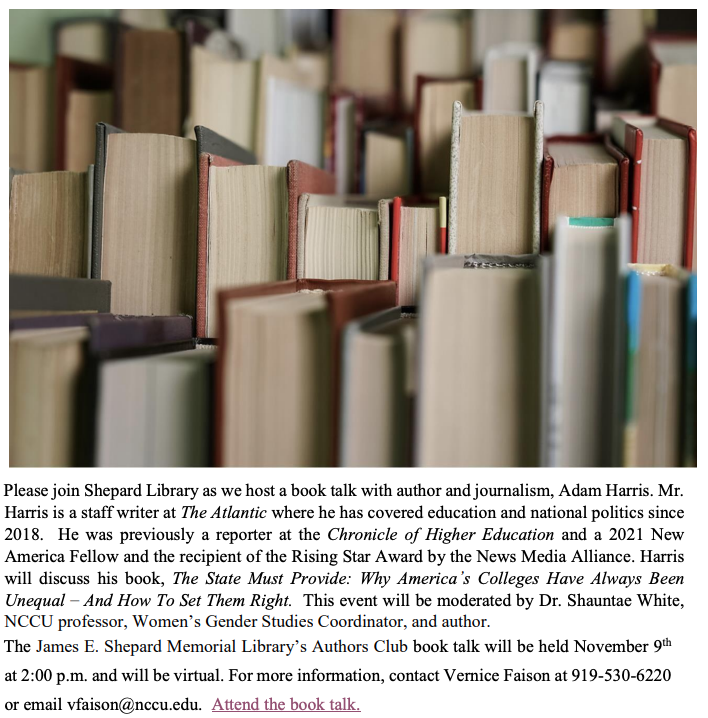 Please join Shepard Library as we host a book talk with author and journalism, Adam Harris. Mr.
Harris is a staff writer at The Atlantic where he has covered education and national politics since
2018.  He was previously a reporter at the Chronicle of Higher Education and a 2021 New
America Fellow and the recipient of the Rising Star Award by the News Media Alliance. Harris
will discuss his book, The State Must Provide: Why America's Colleges Have Always Been
Unequal – And How To Set Them Right.  This event will be moderated by Dr. Shauntae White,
NCCU professor, Women's Gender Studies Coordinator, and author.
The James E. Shepard Memorial Library's Authors Club book talk will be held November 9th
at 2:00 p.m. and will be virtual. For more information, contact Vernice Faison at 919-530-6220
or email vfaison@nccu.edu.  Attend the book talk.